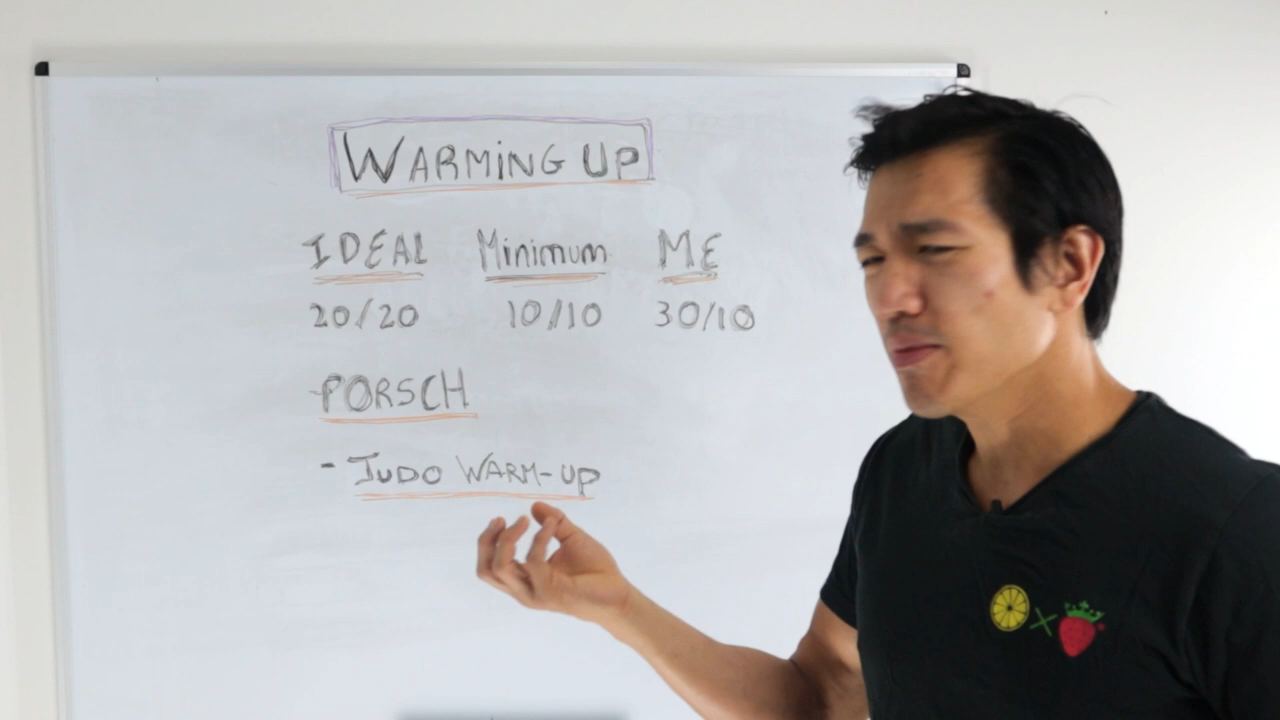 WARMING UP
IDEAL Minimum ME
20/20 10/10 30/10
-PORSCH
- JUDO WARM-UP